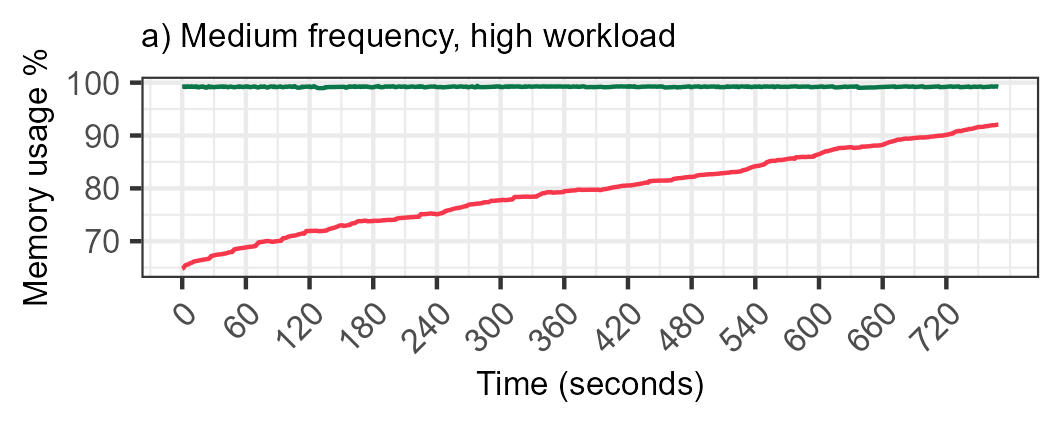 a) Medium frequency, high workload
Memory usage %
100
90
80
70
0 60 120 180 240 300 360 420 480 540 600 660 720
Time (seconds)